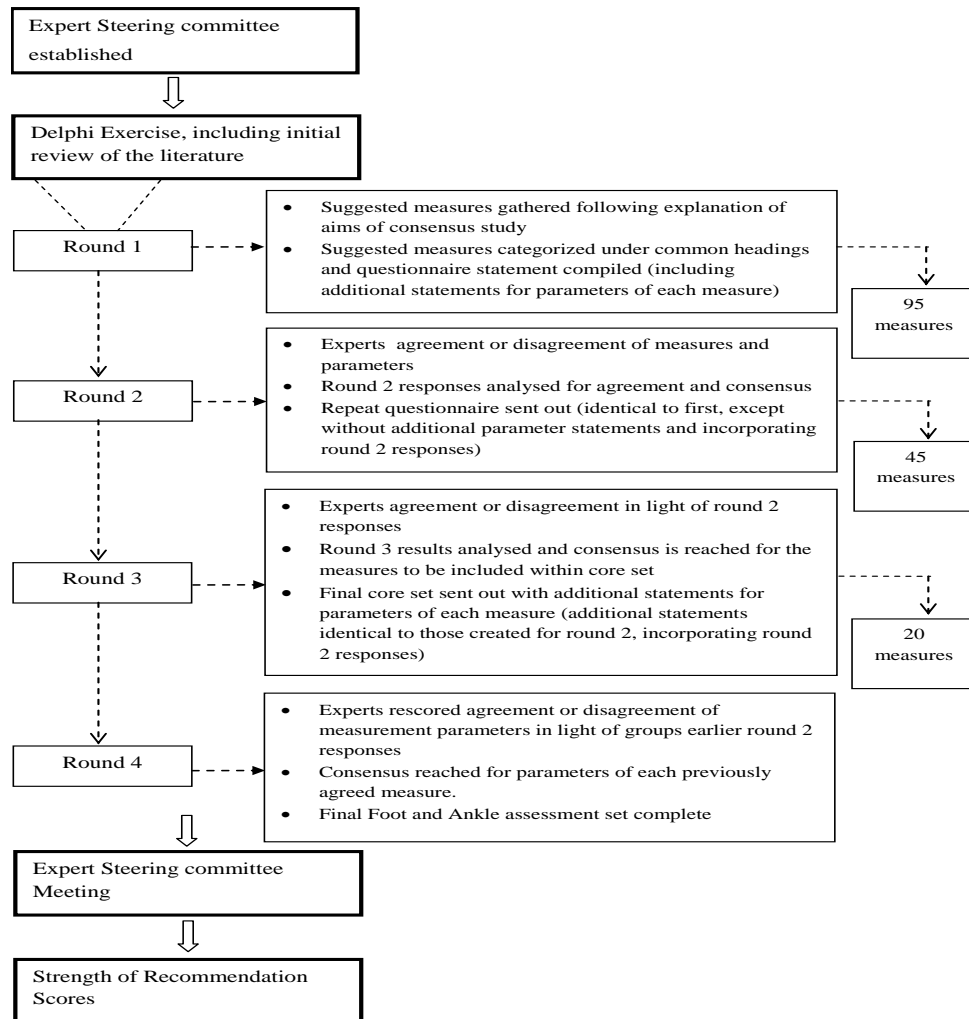 Expert Steering committee
established
Delphi Exercise, including initial
review of the literature
Round 1
• Suggested measures gathered following explanation of
aims of consensus study
• Suggested measures categorized under common headings
and questionnaire statement compiled (including
additional statements for parameters of each measure)
95
measures
Round 2
• Experts agreement or disagreement of measures and
parameters
• Round 2 responses analysed for agreement and consensus
• Repeat questionnaire sent out (identical to first, except
without additional parameter statements and incorporating
round 2 responses)
45
measures
Round 3
• Experts agreement or disagreement in light of round 2
responses
• Round 3 results analysed and consensus is reached for the
measures to be included within core set
• Final core set sent out with additional statements for
parameters of each measure (additional statements
identical to those created for round 2, incorporating round
2 responses)
20
measures
Round 4
• Experts rescored agreement or disagreement of
measurement parameters in light of groups earlier round 2
responses
• Consensus reached for parameters of each previously
agreed measure.
• Final Foot and Ankle assessment set complete
Expert Steering committee
Meeting
Strength of Recommendation
Scores